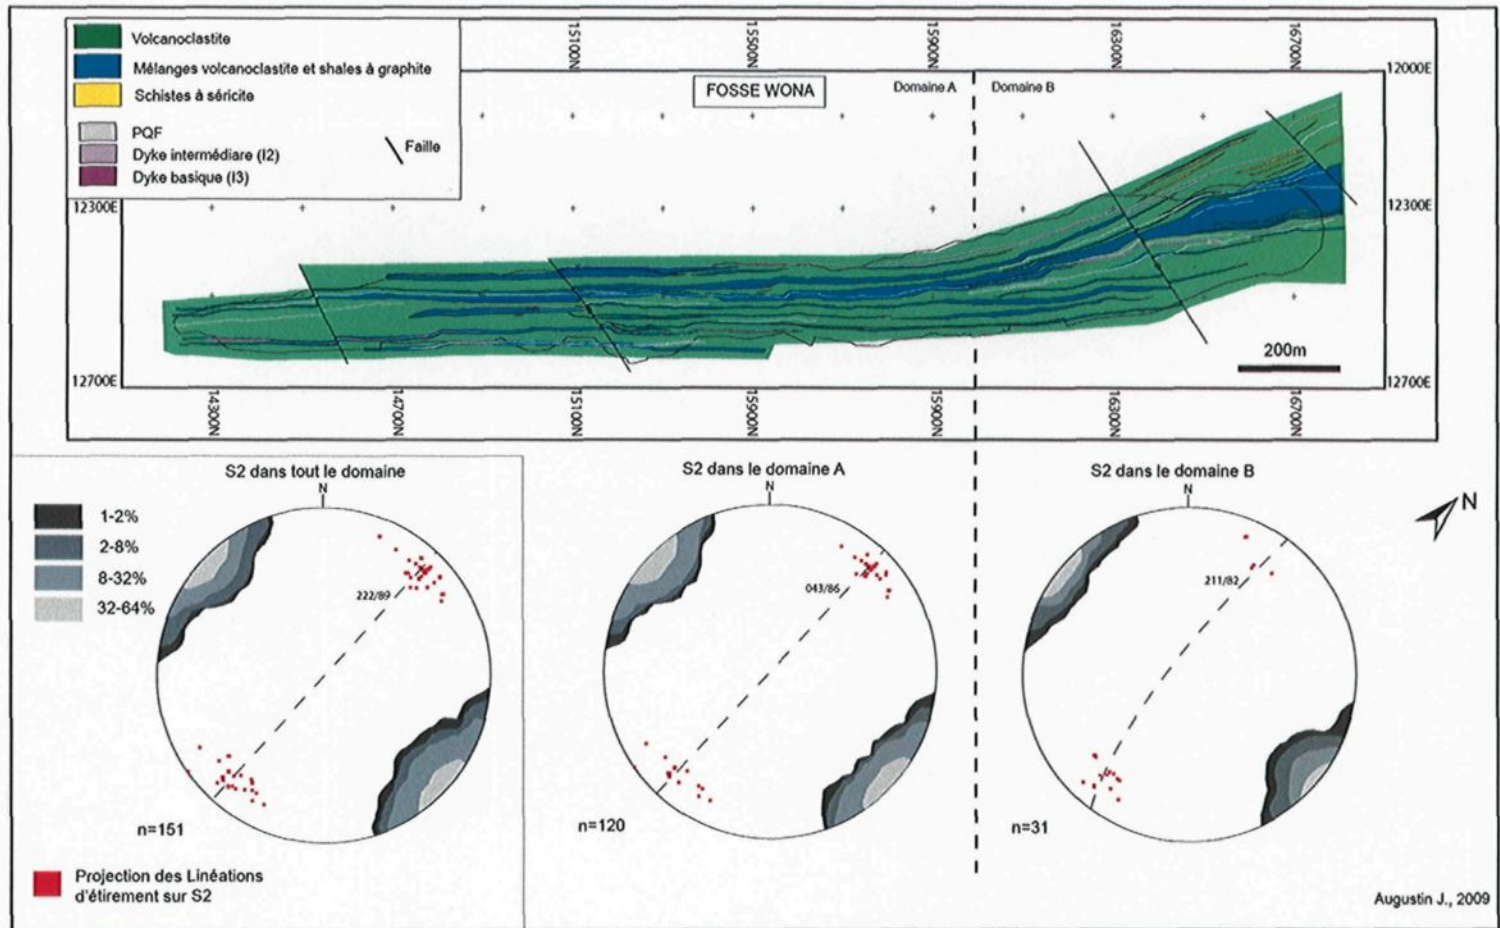 Volcanoclastite
Mélanges volcanoclastite et shales à graphite
Schistes à séricite
PQF
Dyke intermédiare (I2)
Dyke basique (I3)
Faille
15100N
15500N
15900N
16300N
16700N
12000E
FOSSE WONA
Domaine A
Domaine B
12300E
12300E
200m
12700E
12700E
14300N
14700N
15100N
15900N
15900N
16300N
16700N
S2 dans tout le domaine
S2 dans le domaine A
S2 dans le domaine B
N
N
N
N
1-2%
2-8%
8-32%
32-64%
222/89
043/86
211/82
n=151
n=120
n=31
Projection des Linéations
d'étirement sur S2
Augustin J., 2009